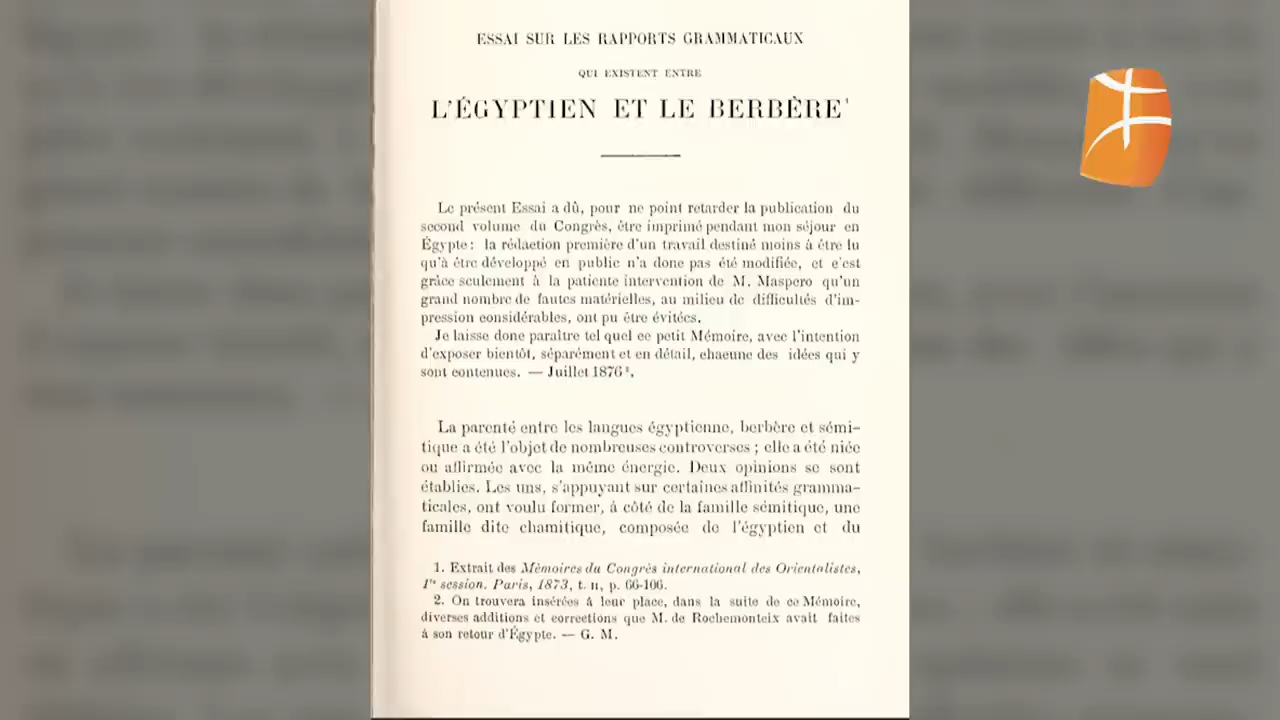 ESSAI SUR LES RAPPORTS GRAMMATICAUX
QUI EXISTENT ENTRE
L'ÉGYPTIEN ET LE BERBÈRE¹
Le présent Essai a dû, pour ne point retarder la publication du
second volume du Congrès, être imprimé pendant mon séjour en
Égypte : la rédaction première d'un travail destiné moins à être lu
qu'à être développé en public n'a donc pas été modifiée, et c'est
grâce seulement à la patiente intervention de M. Maspero qu'un
grand nombre de fautes matérielles, au milieu de difficultés d'im-
pression considérables, ont pu être évitées.
Je laisse donc paraître tel quel ce petit Mémoire, avec l'intention
d'exposer bientôt, séparément et en détail, chacune des idées qui y
sont contenues. — Juillet 1876².
La parenté entre les langues égyptienne, berbère et sémi-
tique a été l'objet de nombreuses controverses ; elle a été niée
ou affirmée avec la même énergie. Deux opinions se sont
établies. Les uns, s'appuyant sur certaines affinités gramma-
ticales, ont voulu former, à côté de la famille sémitique, une
famille dite chamitique, composée de l'égyptien et du
1. Extrait des Mémoires du Congrès international des Orientalistes,
1re session. Paris, 1873, t. II, p. 66-106.
2. On trouvera insérées à leur place, dans la suite de ce Mémoire,
diverses additions et corrections que M. de Rochemonteix avait faites
à son retour d'Égypte. — G. M.